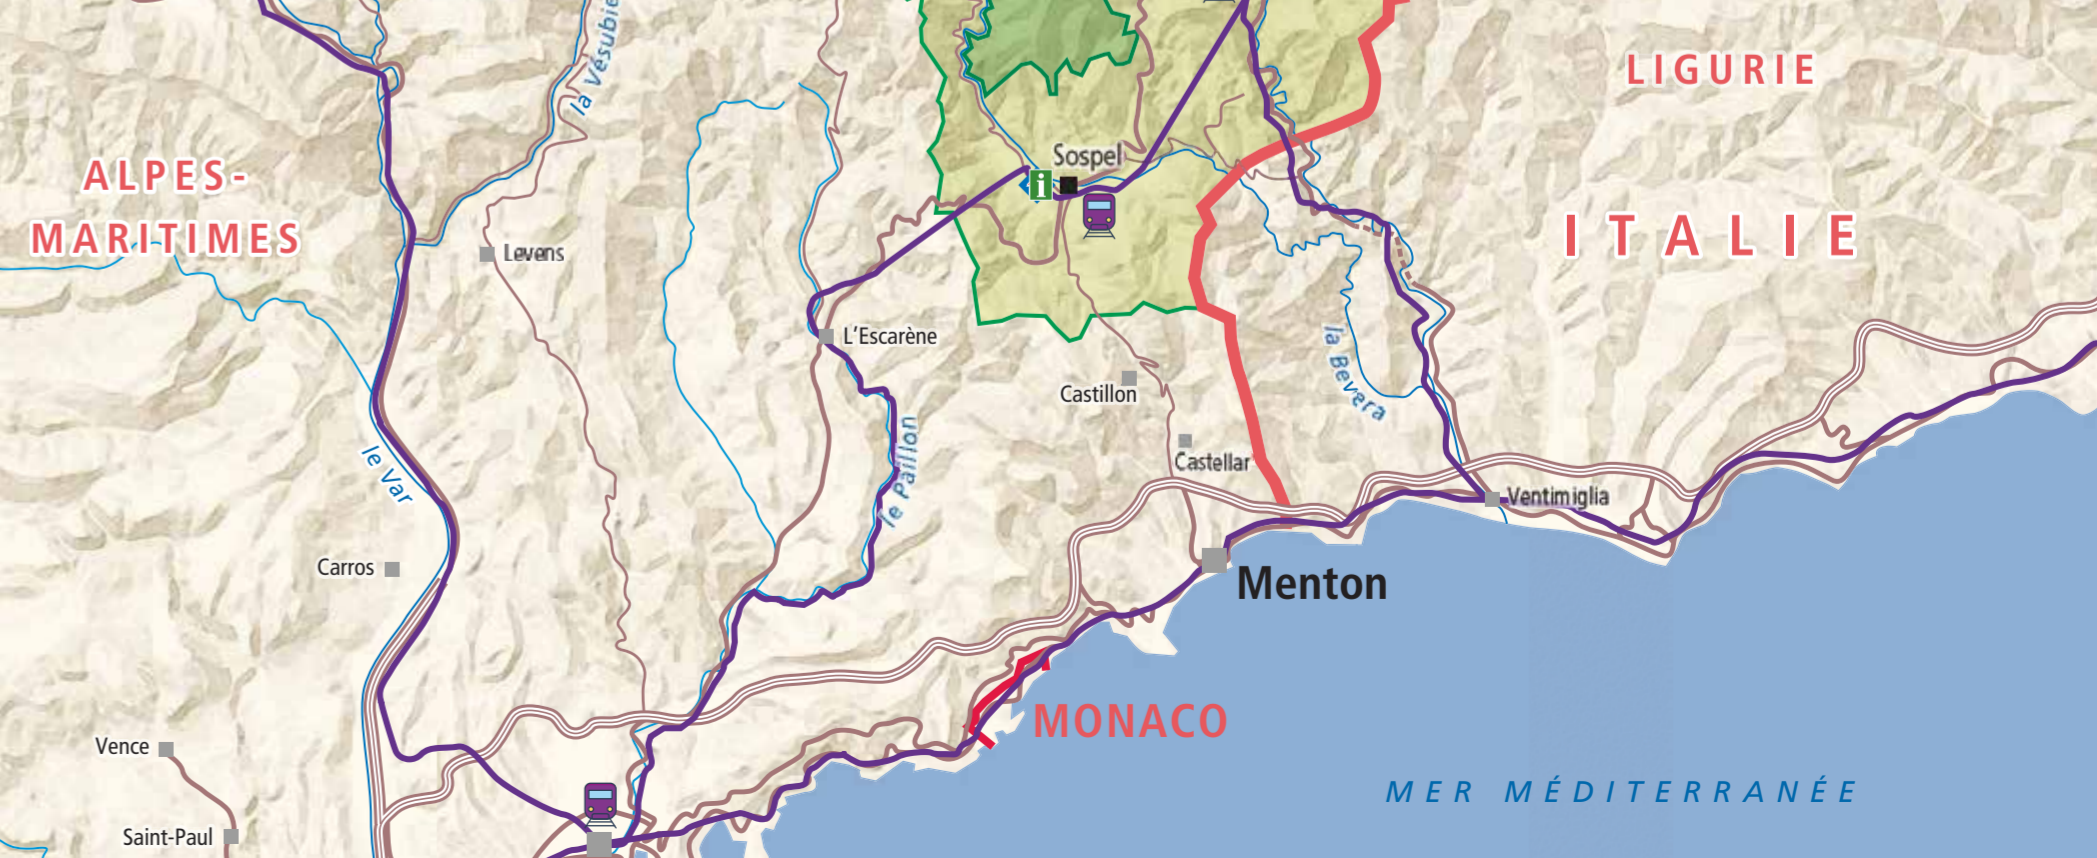 la Vésubie
LIGURIE
Sospel
i
ALPES-
MARITIMES
ITALIE
Levens
L'Escarène
la Bevera
Castillon
le Paillon
Castellar
le Var
Ventimiglia
Carros
Menton
MONACO
Vence
MER MÉDITERRANÉE
Saint-Paul